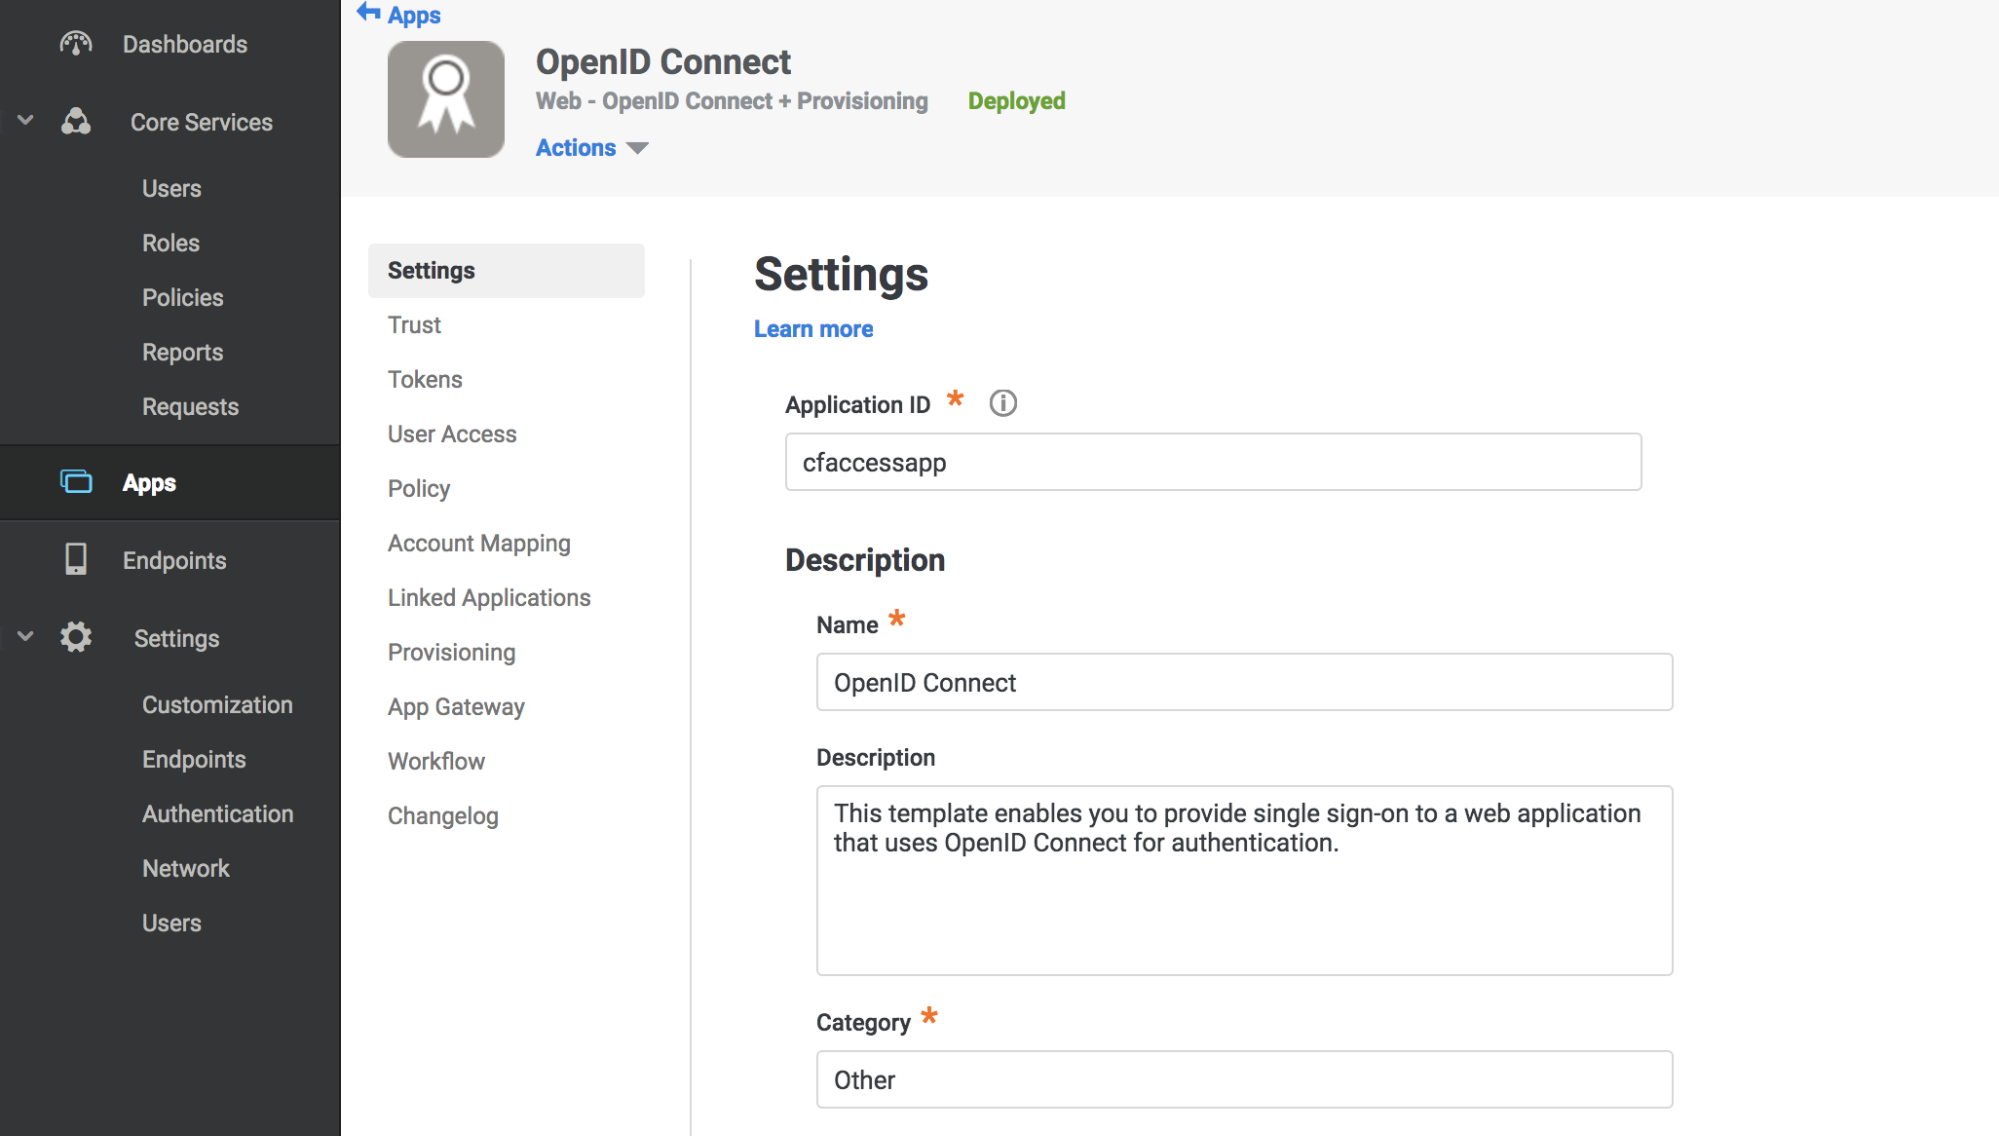 Dashboards
Core Services
Users
Roles
Policies
Reports
Requests
Apps
Endpoints
Settings
Customization
Endpoints
Authentication
Network
Users
Apps
OpenID Connect
Web - OpenID Connect + Provisioning Deployed
Actions
Settings
Trust
Tokens
User Access
Policy
Account Mapping
Linked Applications
Provisioning
App Gateway
Workflow
Changelog
Settings
Learn more
Application ID *
cfaccessapp
Description
Name *
OpenID Connect
Description
This template enables you to provide single sign-on to a web application
that uses OpenID Connect for authentication.
Category *
Other